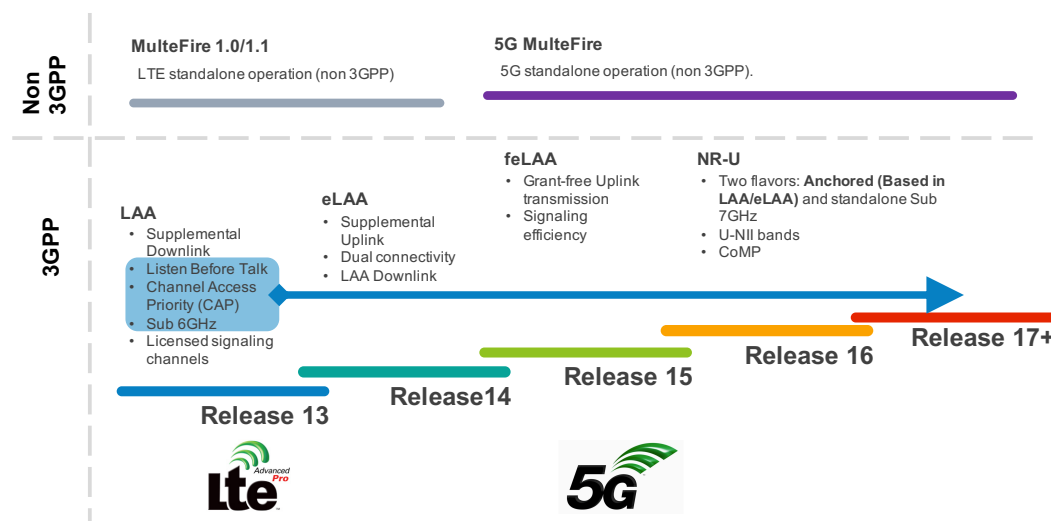 Non
3GPP
MulteFire 1.0/1.1
LTE standalone operation (non 3GPP)
5G MulteFire
5G standalone operation (non 3GPP).
3GPP
LAA
• Supplemental
Downlink
• Listen Before Talk
• Channel Access
Priority (CAP)
• Sub 6GHz
• Licensed signaling
channels
eLAA
• Supplemental
Uplink
• Dual connectivity
• LAA Downlink
feLAA
• Grant-free Uplink
transmission
• Signaling
efficiency
NR-U
• Two flavors: Anchored (Based in
LAA/eLAA) and standalone Sub
7GHz
• U-NII bands
• CoMP
Release 13
Release14
Release 15
Release 16
Release 17+
Lte
Advanced
Pro
5G